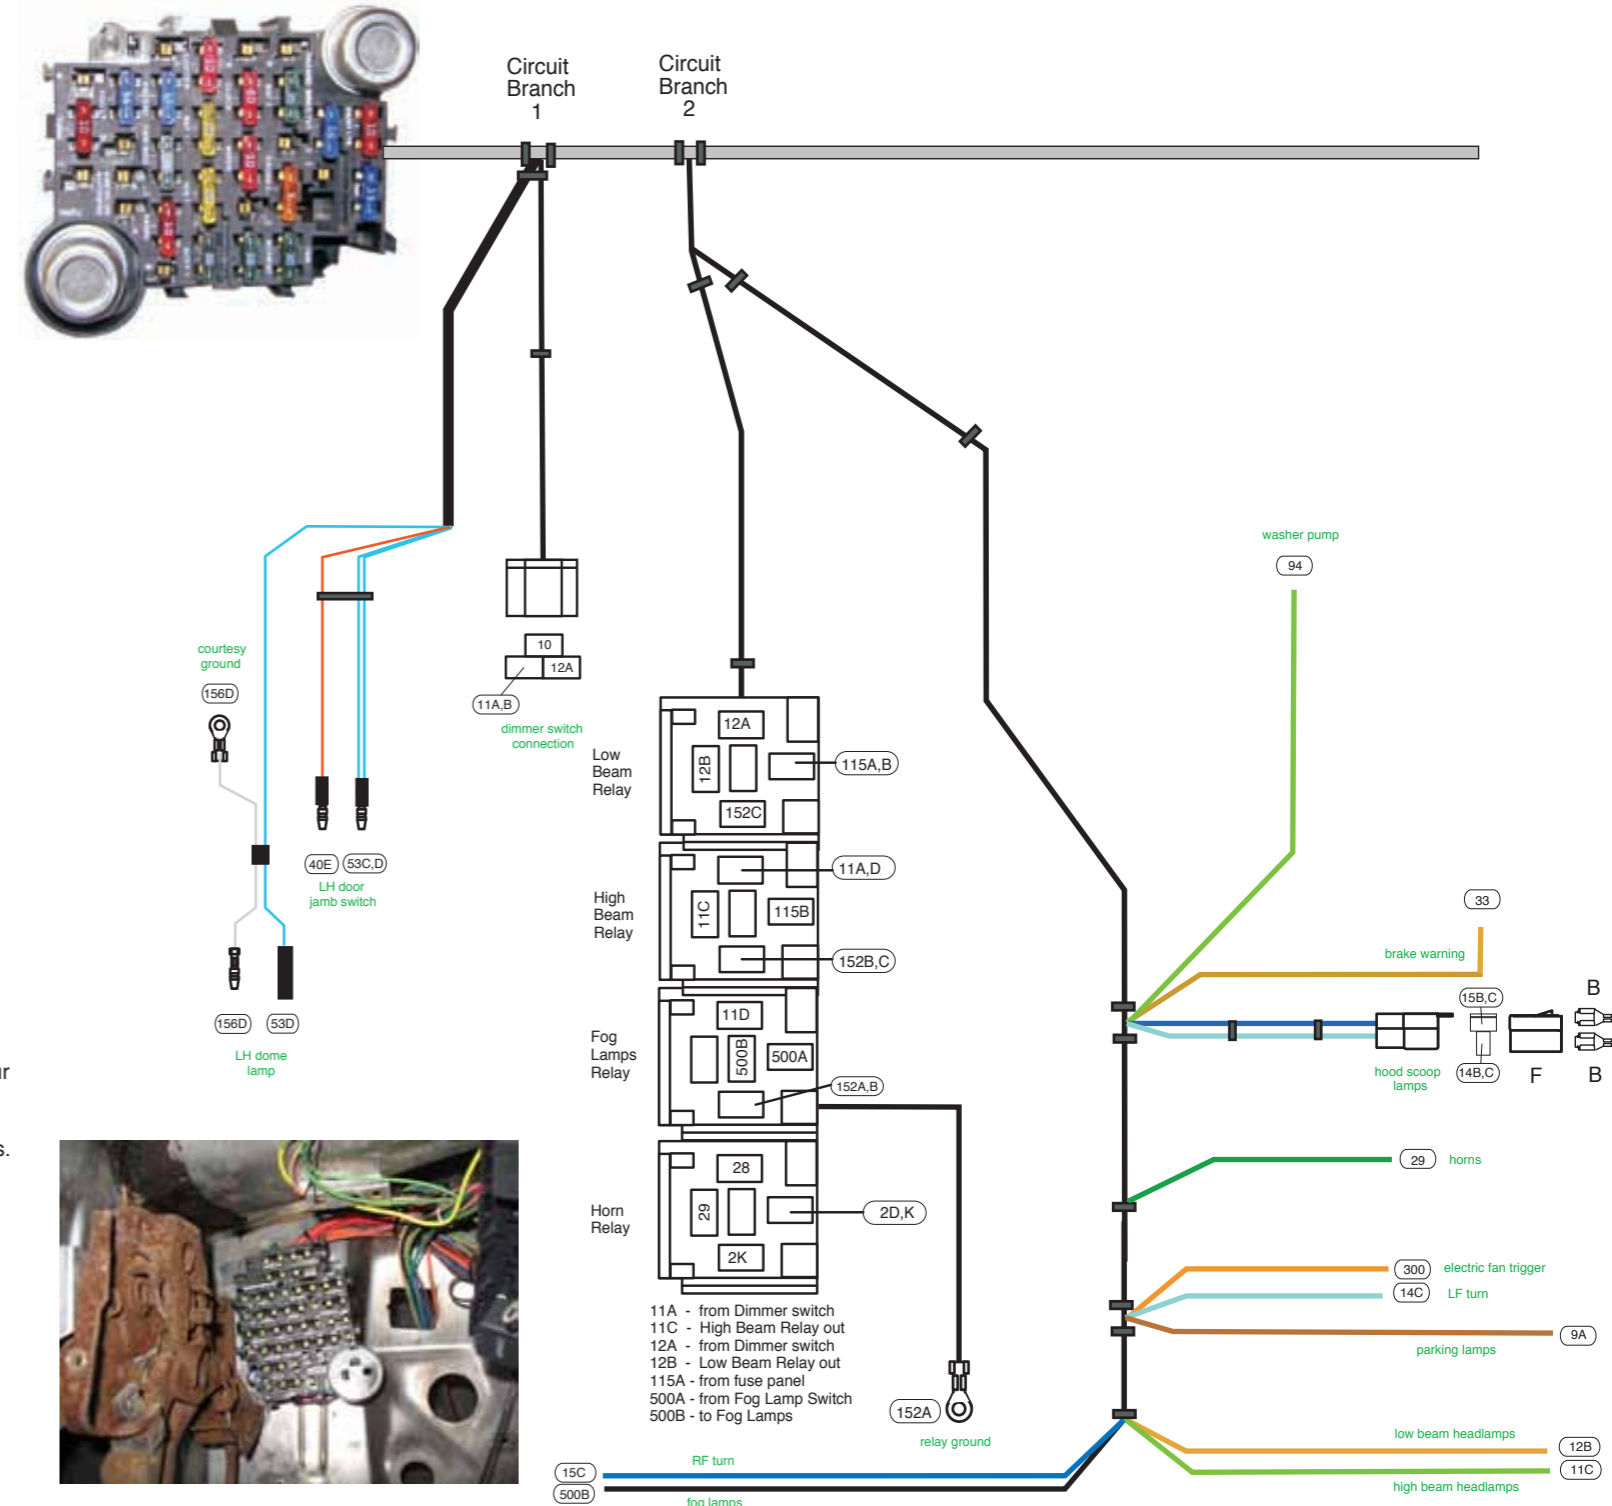 Circuit
Branch
1
Circuit
Branch
2
washer pump
94
courtesy
ground
156D
10
12A
11A,B
dimmer switch
connection
40E
53C,D
LH door
jamb switch
156D
53D
LH dome
lamp
Low
Beam
Relay
12A
12B
115A,B
152C
High
Beam
Relay
11A,D
11C
115B
152B,C
Fog
Lamps
Relay
11D
500B
500A
152A,B
Horn
Relay
28
29
2D,K
2K
33
brake warning
15B,C
B
hood scoop
lamps
14B,C
F
B
29
horns
300
electric fan trigger
14C
LF turn
9A
parking lamps
ur
s.
11A - from Dimmer switch
11C - High Beam Relay out
12A - from Dimmer switch
12B - Low Beam Relay out
115A - from fuse panel
500A - from Fog Lamp Switch
500B - to Fog Lamps
152A
relay ground
low beam headlamps
12B
11C
high beam headlamps
RF turn
15C
500B
fog lamps